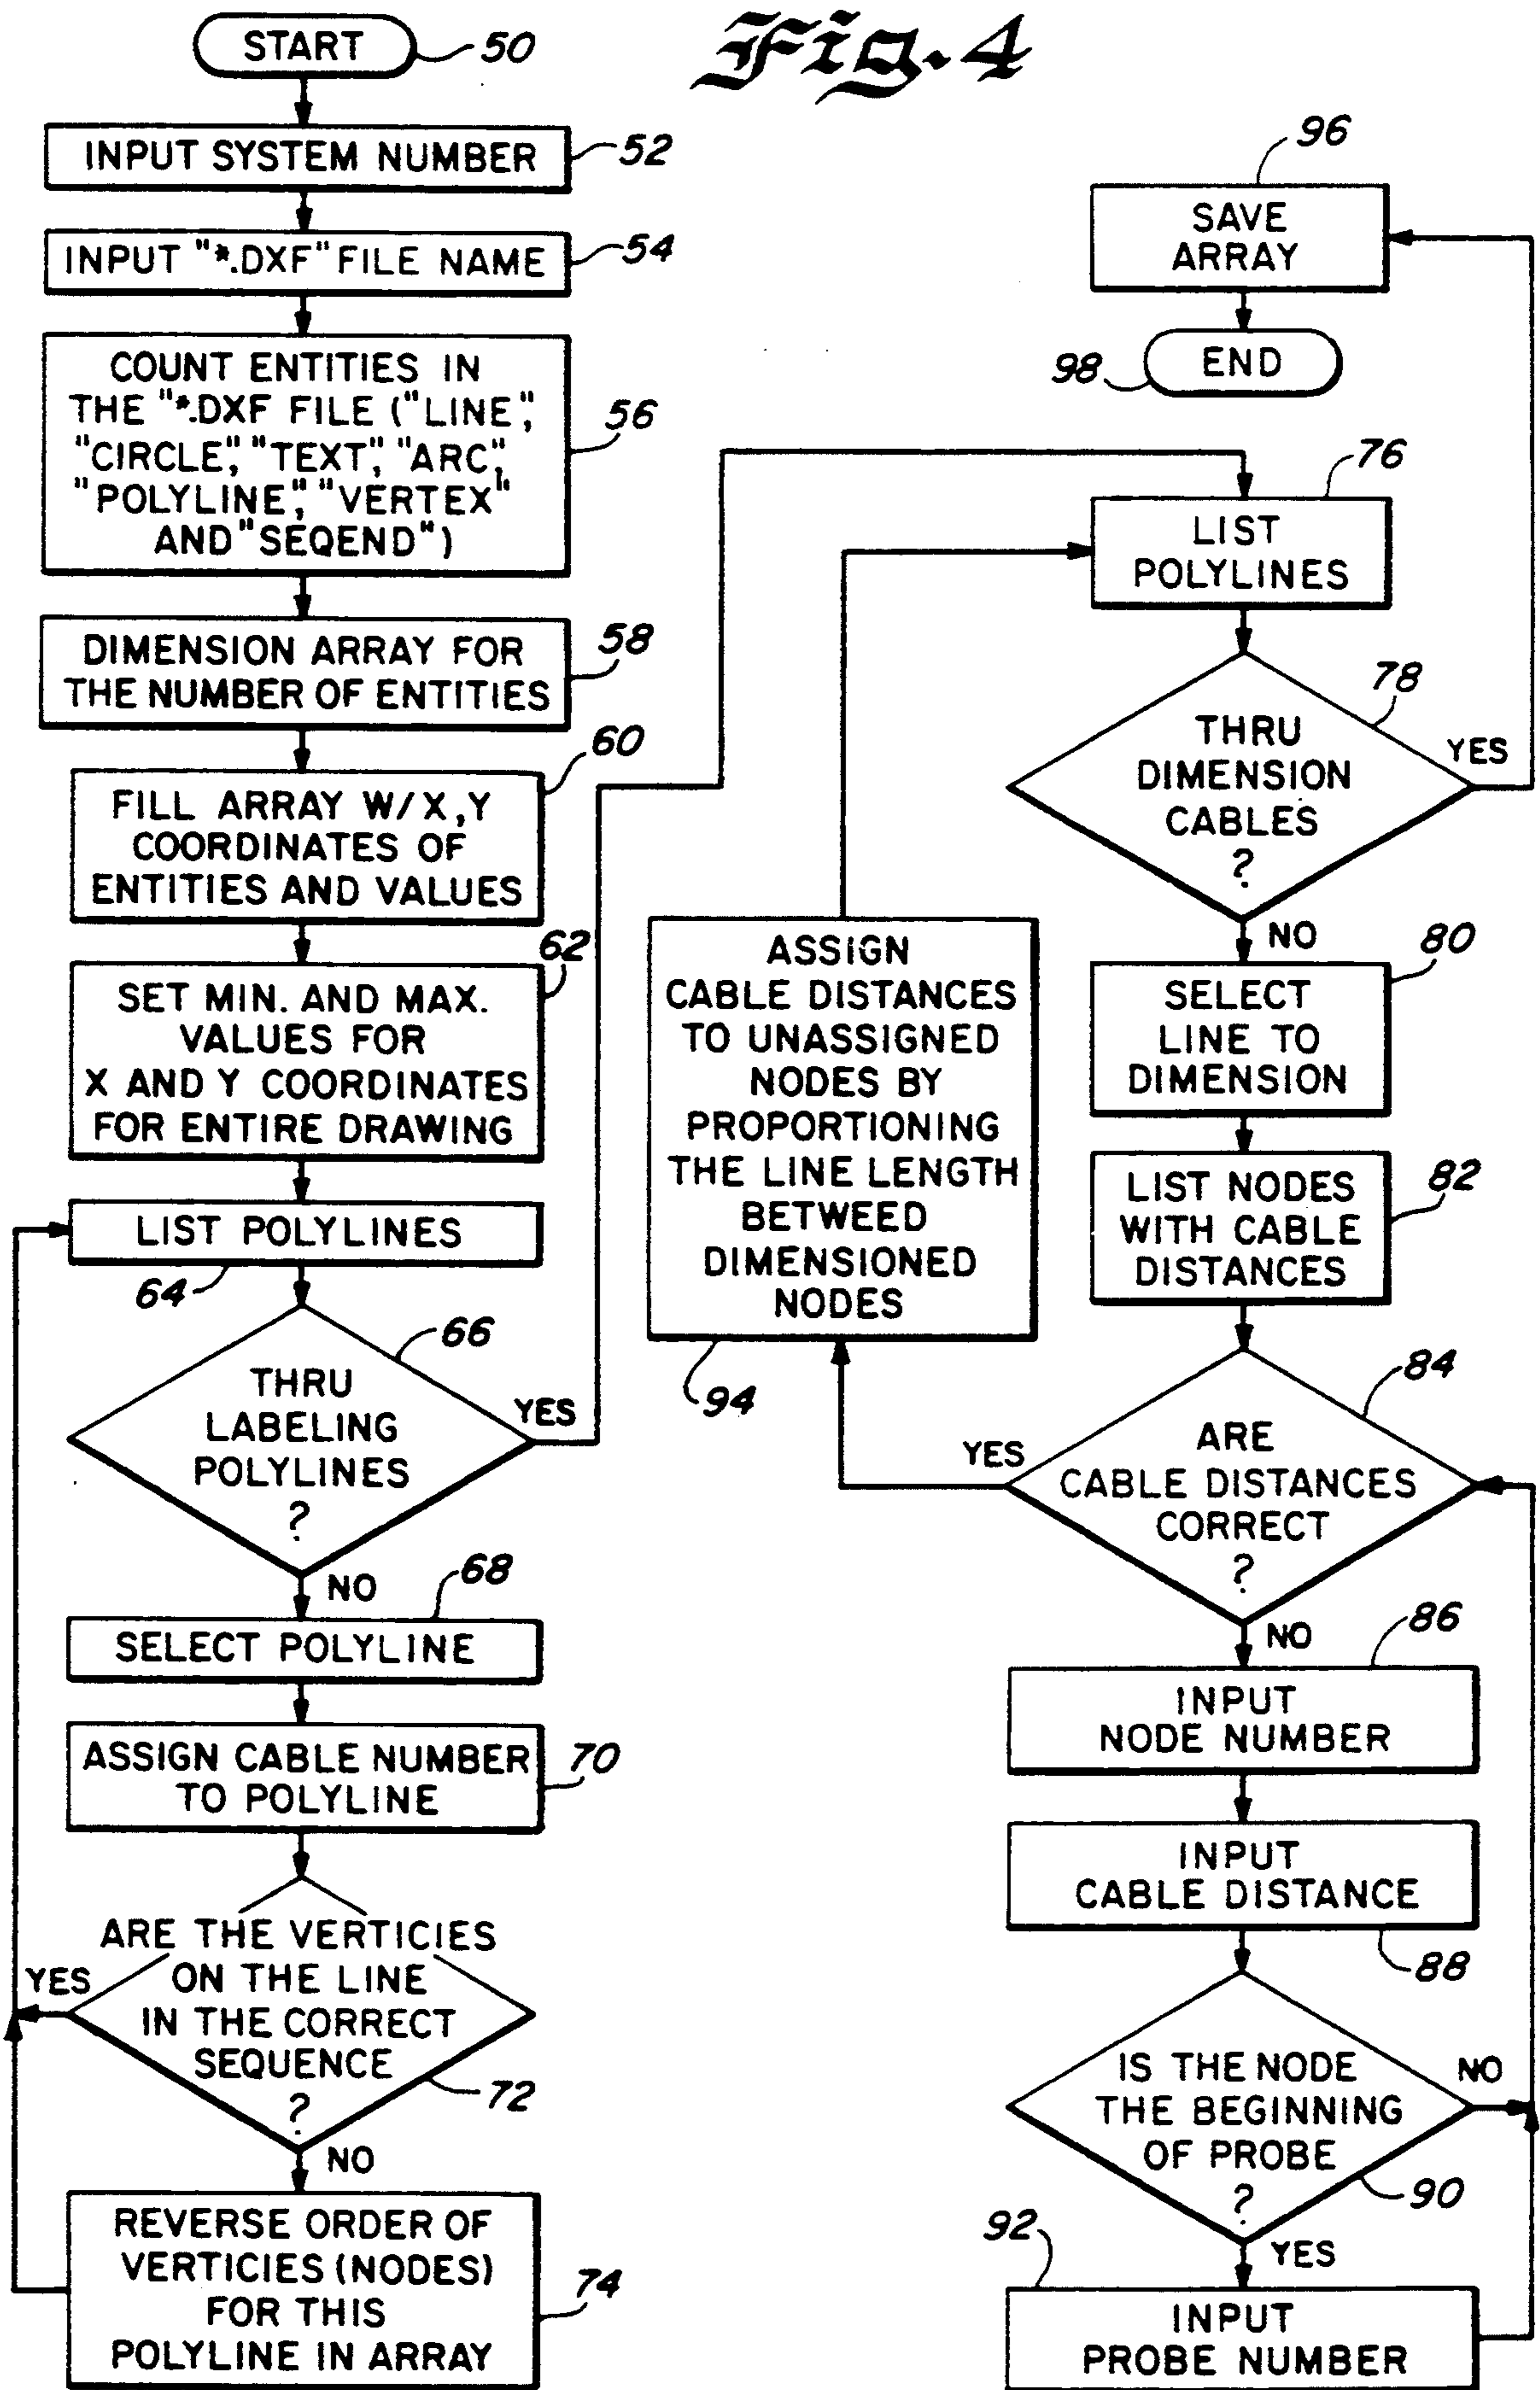 Fig. 4
START
50
INPUT SYSTEM NUMBER
52
INPUT "*.DXF" FILE NAME
54
COUNT ENTITIES IN
THE "*.DXF FILE ("LINE",
"CIRCLE", "TEXT", "ARC",
"POLYLINE", "VERTEX"
AND "SEQEND")
56
DIMENSION ARRAY FOR
THE NUMBER OF ENTITIES
58
FILL ARRAY W/X,Y
COORDINATES OF
ENTITIES AND VALUES
60
SET MIN. AND MAX.
VALUES FOR
X AND Y COORDINATES
FOR ENTIRE DRAWING
62
LIST POLYLINES
64
THRU
LABELING
POLYLINES
?
66
YES
NO
SELECT POLYLINE
68
ASSIGN CABLE NUMBER
TO POLYLINE
70
ARE THE VERTICIES
ON THE LINE
IN THE CORRECT
SEQUENCE
?
72
YES
NO
REVERSE ORDER OF
VERTICIES (NODES)
FOR THIS
POLYLINE IN ARRAY
74
96
SAVE
ARRAY
98
END
76
LIST
POLYLINES
78
THRU
DIMENSION
CABLES
?
YES
NO
80
SELECT
LINE TO
DIMENSION
82
LIST NODES
WITH CABLE
DISTANCES
84
ARE
CABLE DISTANCES
CORRECT
?
YES
NO
ASSIGN
CABLE DISTANCES
TO UNASSIGNED
NODES BY
PROPORTIONING
THE LINE LENGTH
BETWEED
DIMENSIONED
NODES
94
86
INPUT
NODE NUMBER
INPUT
CABLE DISTANCE
88
IS THE NODE
THE BEGINNING
OF PROBE
?
90
NO
YES
92
INPUT
PROBE NUMBER